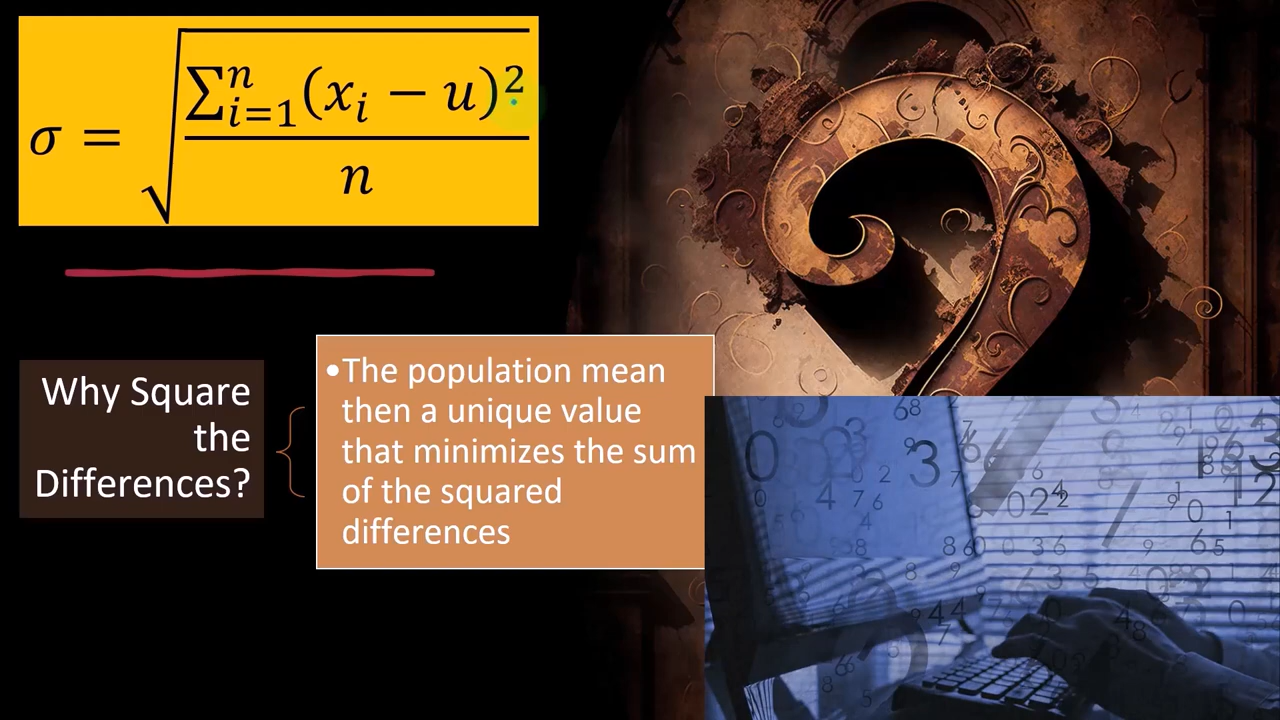 σ = √(∑ⁿᵢ₌₁(xᵢ − u)² / n)
Why Square
the
Differences?
•The population mean
then a unique value
that minimizes the sum
of the squared
differences